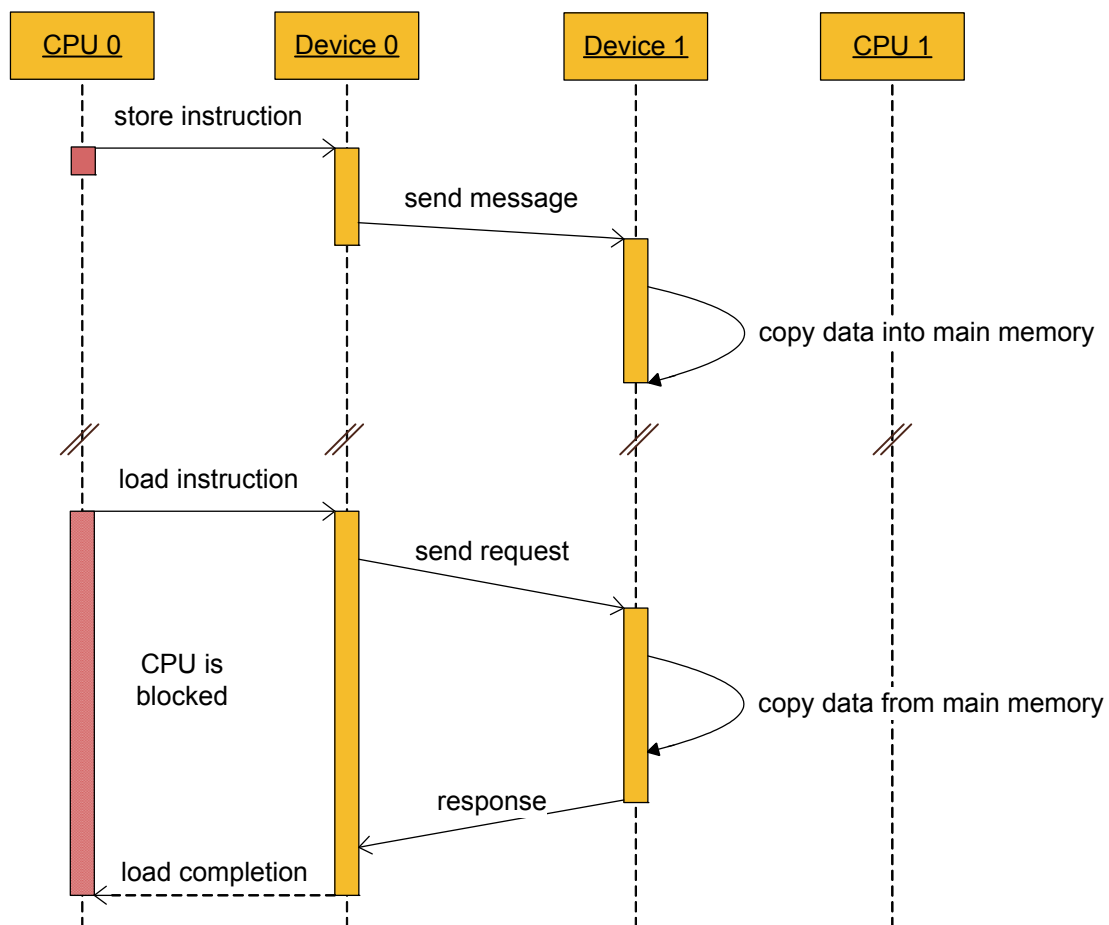 CPU 0
Device 0
Device 1
CPU 1
store instruction
send message
copy data into main memory
load instruction
send request
CPU is
blocked
copy data from main memory
response
load completion